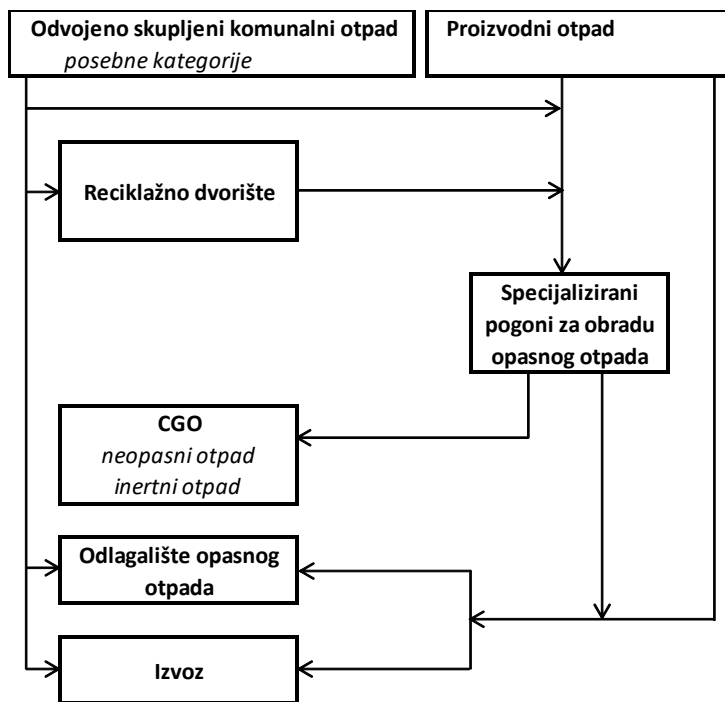 Odvojeno skupljeni komunalni otpad
posebne kategorije
Proizvodni otpad
Reciklažno dvorište
Specijalizirani
pogoni za obradu
opasnog otpada
CGO
neopasni otpad
inertni otpad
Odlagalište opasnog
otpada
Izvoz